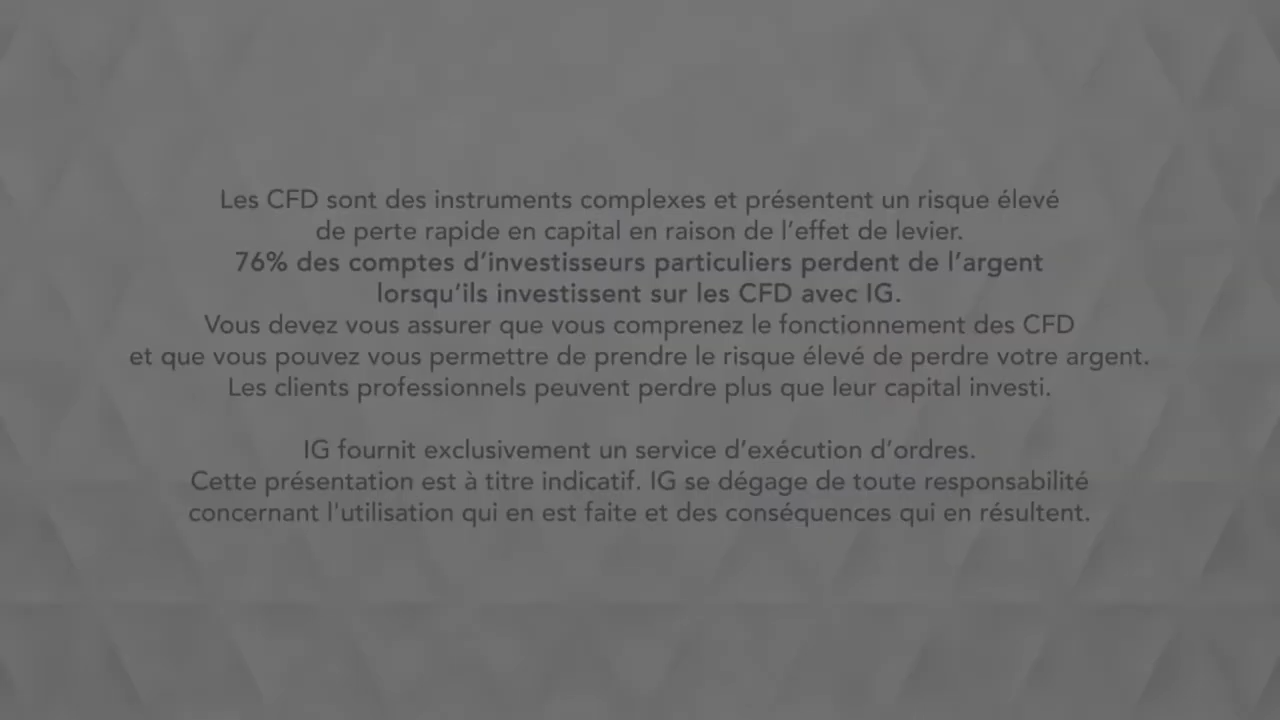 Les CFD sont des instruments complexes et présentent un risque élevé
de perte rapide en capital en raison de l’effet de levier.
76% des comptes d’investisseurs particuliers perdent de l’argent
lorsqu’ils investissent sur les CFD avec IG.
Vous devez vous assurer que vous comprenez le fonctionnement des CFD
et que vous pouvez vous permettre de prendre le risque élevé de perdre votre argent.
Les clients professionnels peuvent perdre plus que leur capital investi.
IG fournit exclusivement un service d’exécution d’ordres.
Cette présentation est à titre indicatif. IG se dégage de toute responsabilité
concernant l'utilisation qui en est faite et des conséquences qui en résultent.